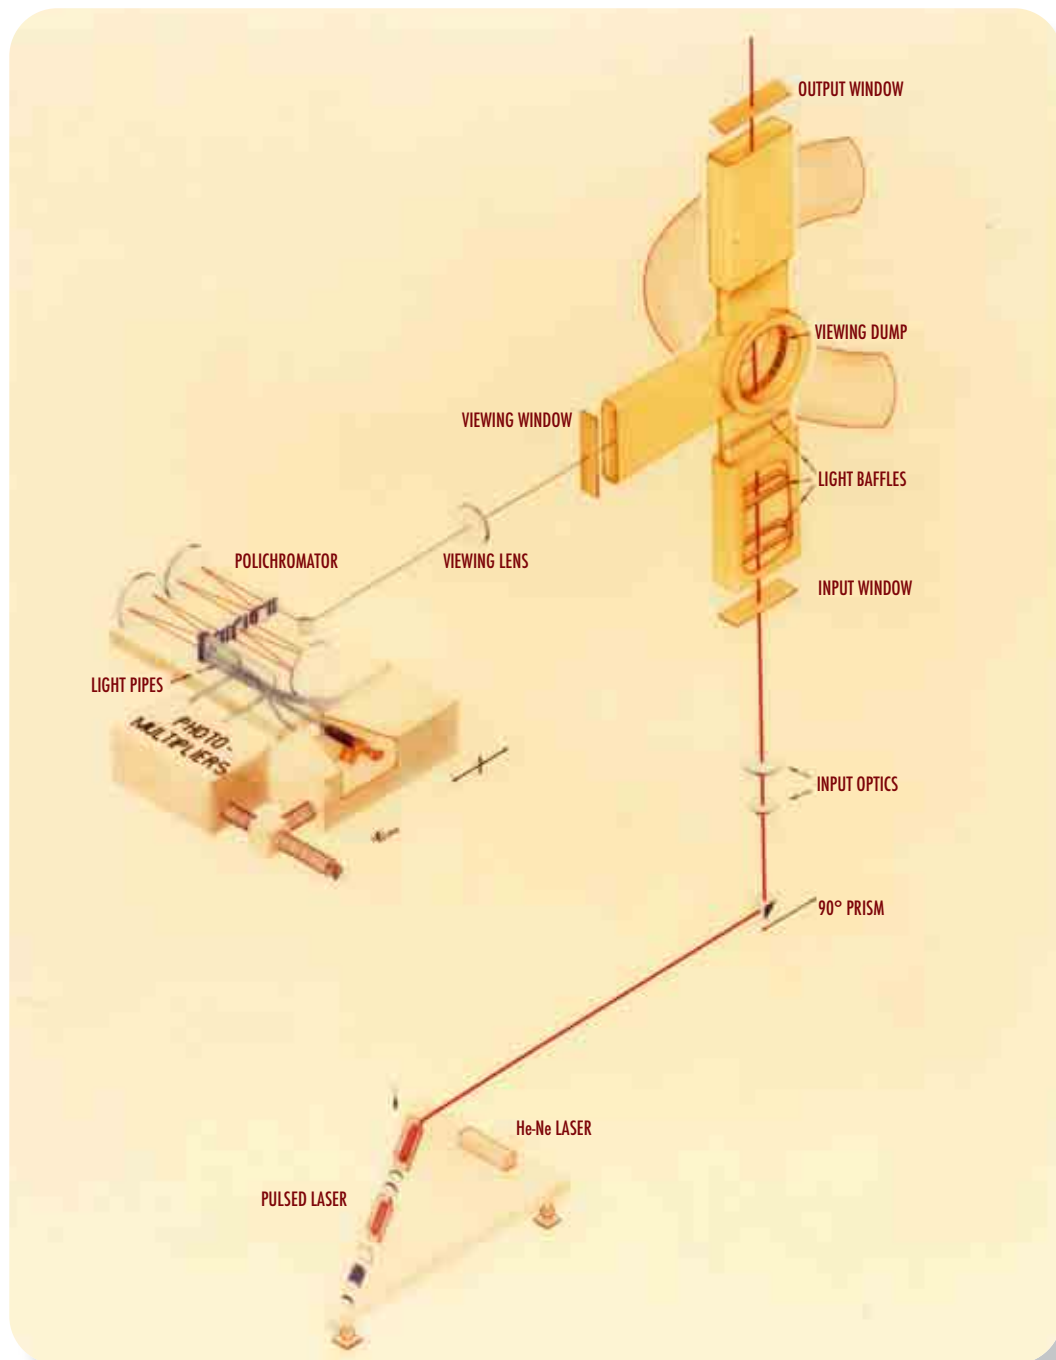 OUTPUT WINDOW
VIEWING DUMP
VIEWING WINDOW
LIGHT BAFFLES
POLICHROMATOR
VIEWING LENS
INPUT WINDOW
LIGHT PIPES
PHOTO-
MULTIPLIERS
INPUT OPTICS
90° PRISM
He-Ne LASER
PULSED LASER